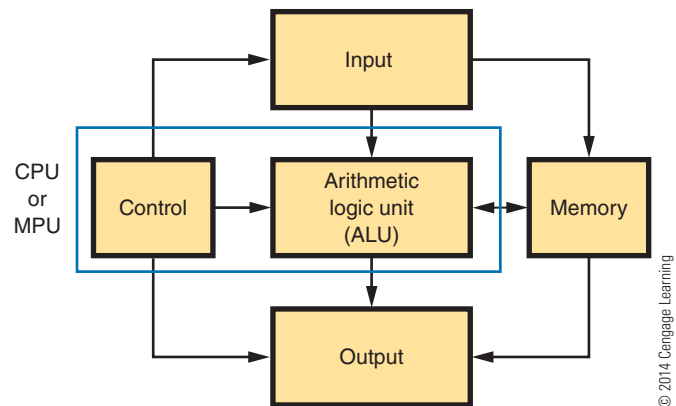 Input
CPU
or
MPU
Control
Arithmetic
logic unit
(ALU)
Memory
Output
© 2014 Cengage Learning